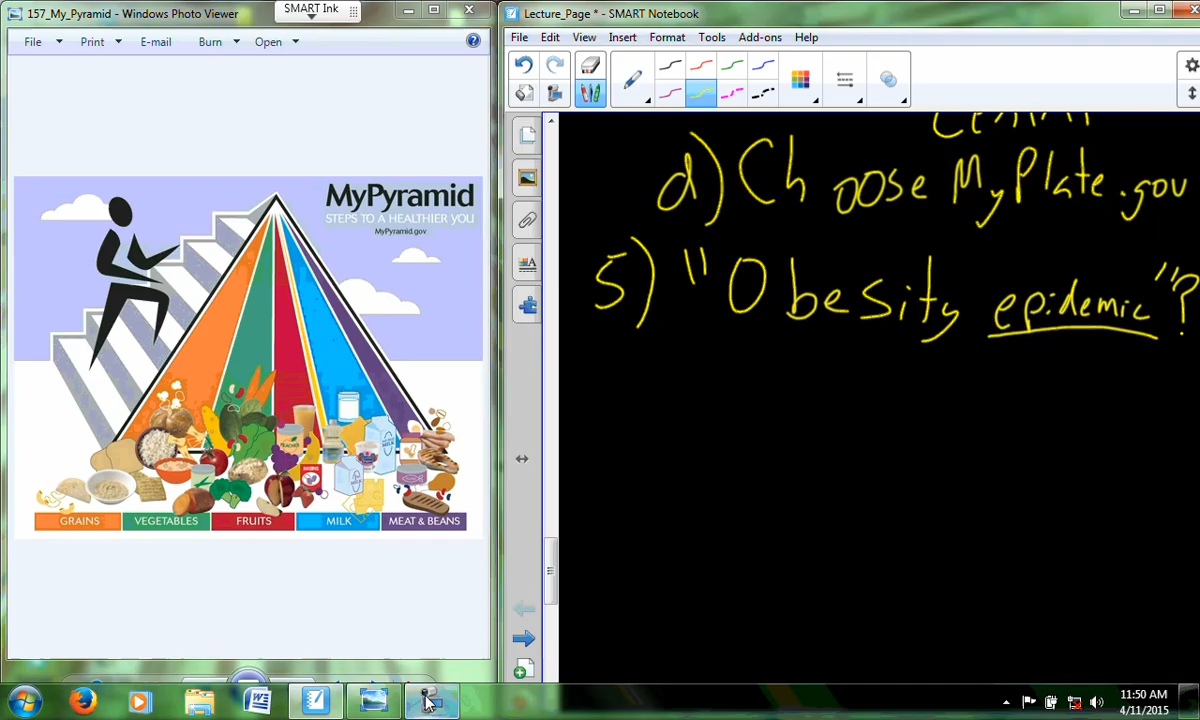 157_My_Pyramid - Windows Photo Viewer
SMART Ink
File Print E-mail Burn Open
MyPyramid
STEPS TO A HEALTHIER YOU
MyPyramid.gov
GRAINS VEGETABLES FRUITS MILK MEAT & BEANS
Lecture_Page * - SMART Notebook
File Edit View Insert Format Tools Add-ons Help
d) Choose MyPlate.gov
5) "Obesity epidemic"?
11:50 AM
4/11/2015